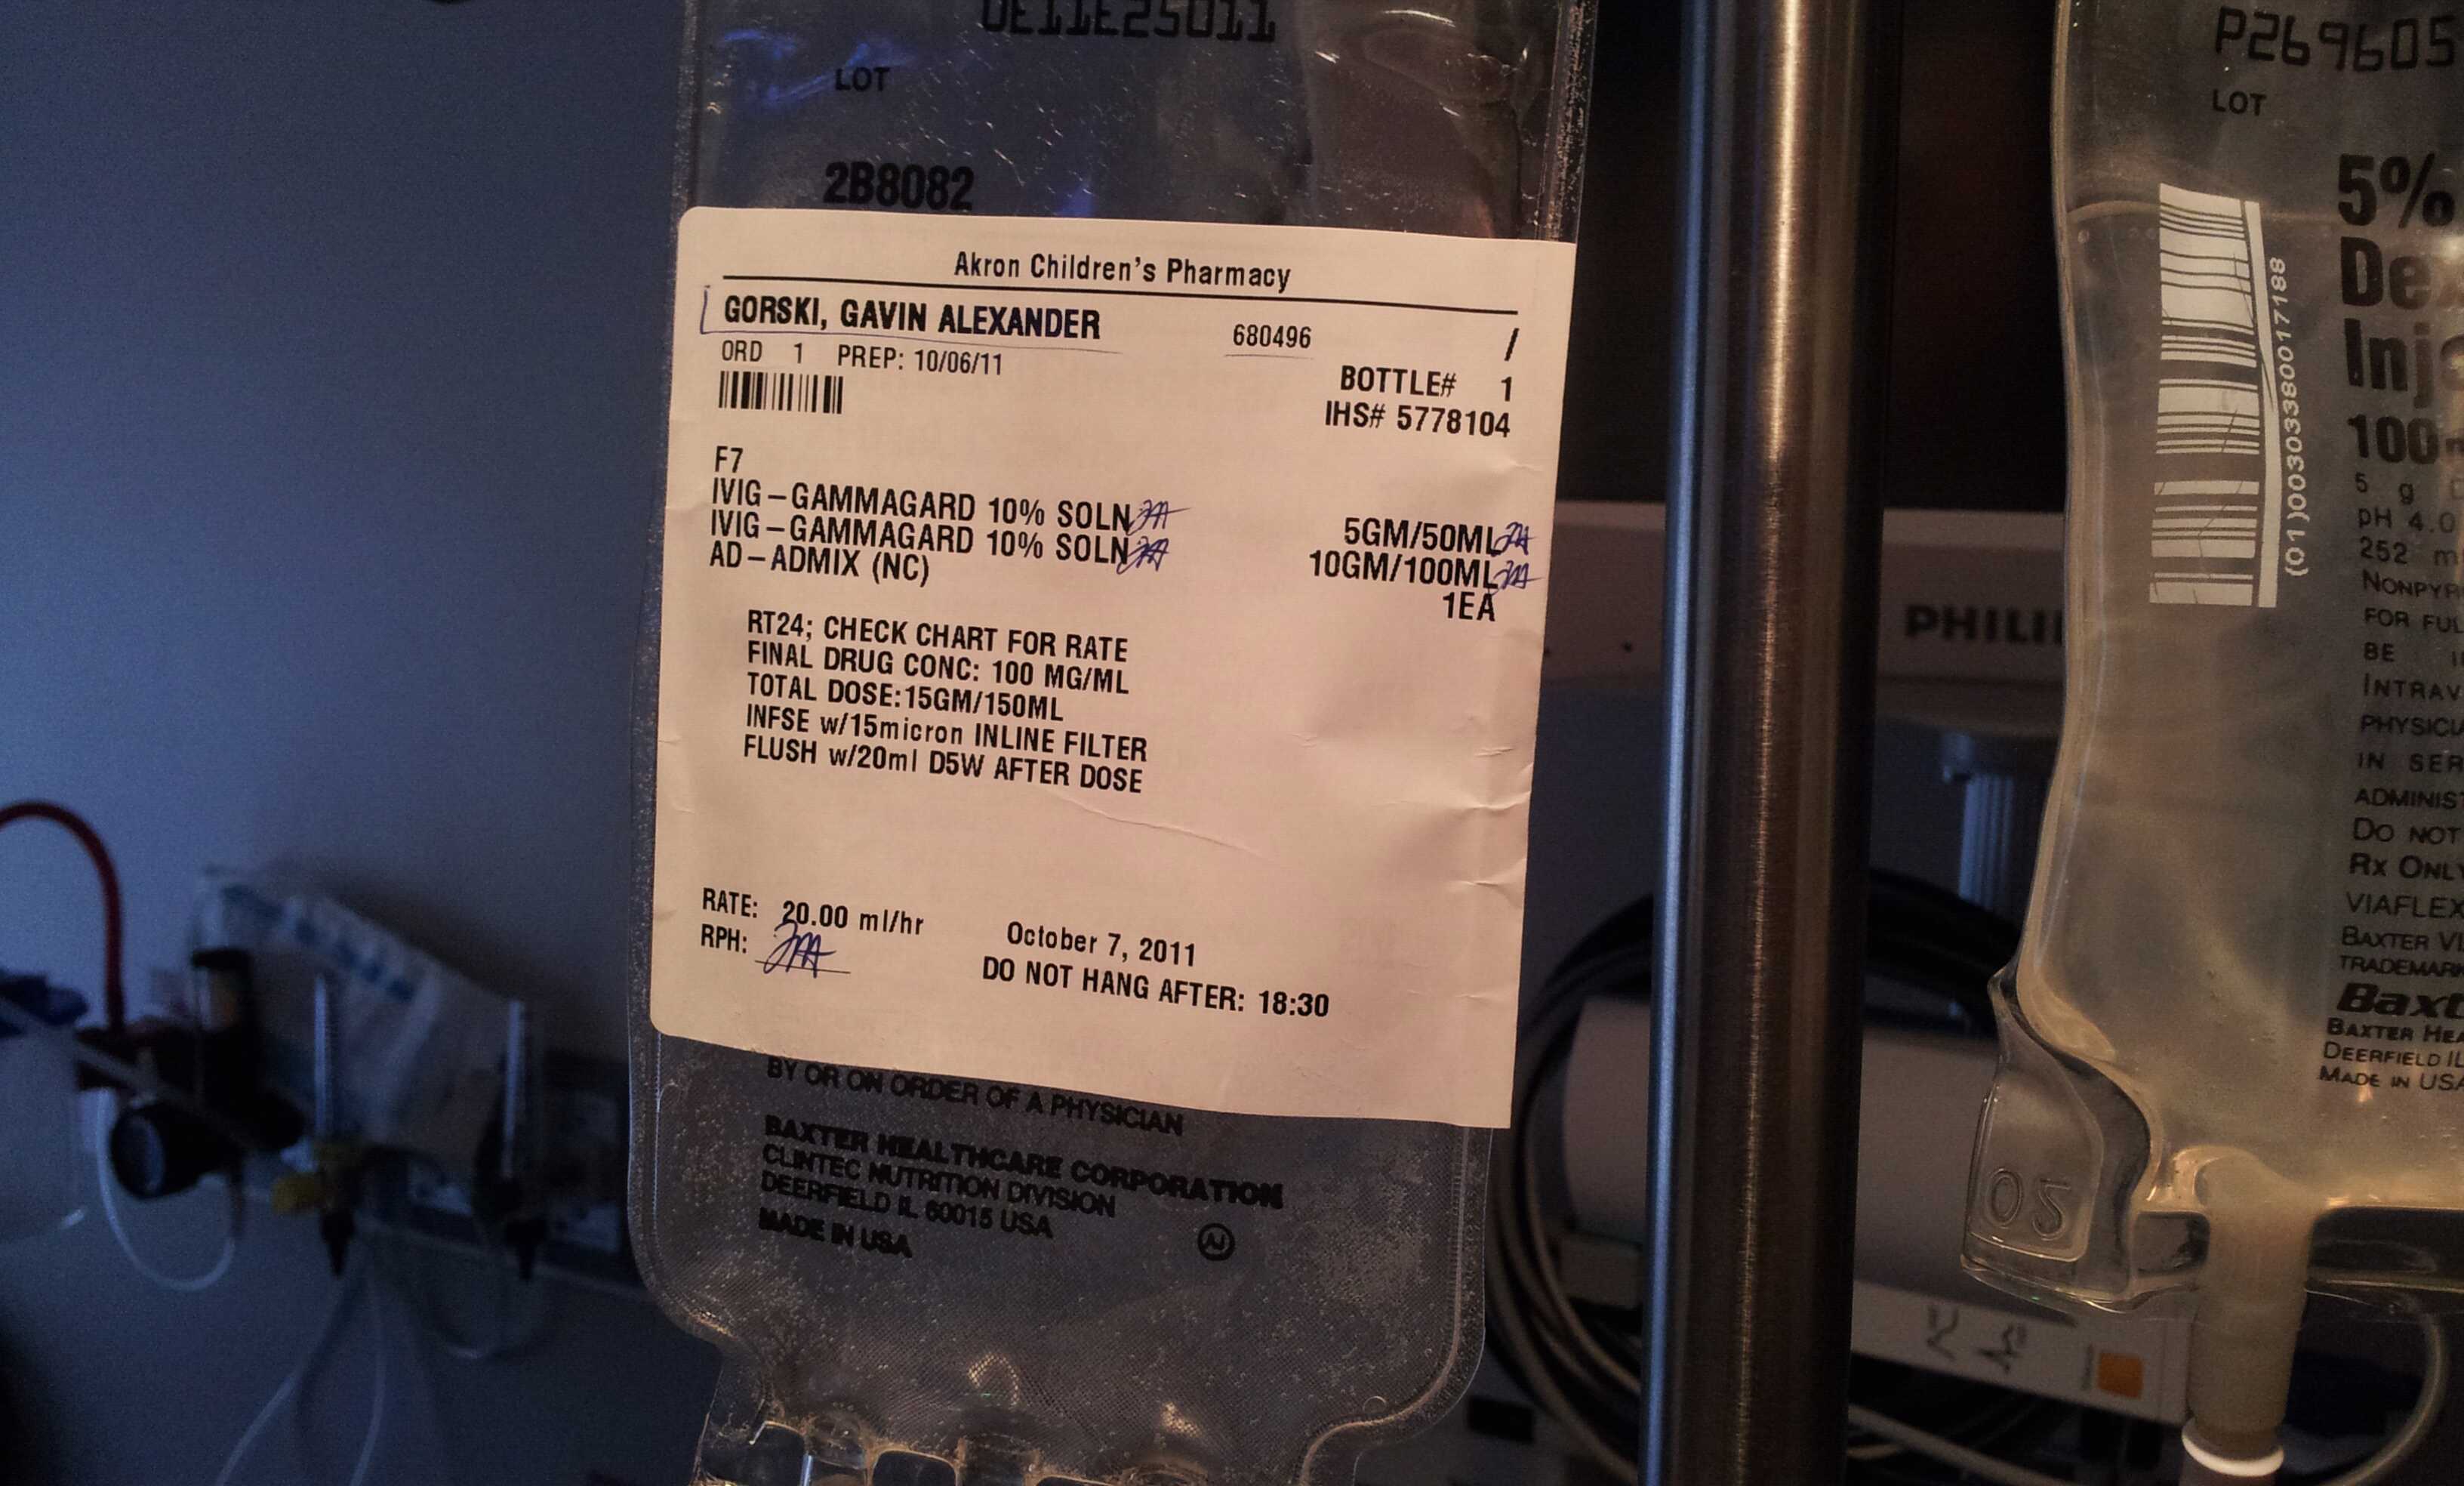 LOT
2B8082
Akron Children's Pharmacy
GORSKI, GAVIN ALEXANDER 680496 /
ORD 1 PREP: 10/06/11
BOTTLE# 1
IHS# 5778104
F7
IVIG-GAMMAGARD 10% SOLN 5GM/50ML
IVIG-GAMMAGARD 10% SOLN 10GM/100ML
AD-ADMIX (NC) 1EA
RT24; CHECK CHART FOR RATE
FINAL DRUG CONC: 100 MG/ML
TOTAL DOSE:15GM/150ML
INFSE w/15micron INLINE FILTER
FLUSH w/20ml D5W AFTER DOSE
RATE: 20.00 ml/hr October 7, 2011
RPH:
DO NOT HANG AFTER: 18:30
BY OR ON ORDER OF A PHYSICIAN
BAXTER HEALTHCARE CORPORATION
CLINTEC NUTRITION DIVISION
DEERFIELD IL 60015 USA
MADE IN USA
PHILI
P269605
LOT
5%
Inj
100
(01)00303380017188
5 g
pH 4.0
252 m
NONPYR
FOR FUL
BE
INTRAV
PHYSICI
IN SER
ADMINIS
DO NOT
RX ONLY
VIAFLEX
BAXTER
TRADEMARK
Baxt
BAXTER HEA
DEERFIELD IL
MADE IN USA